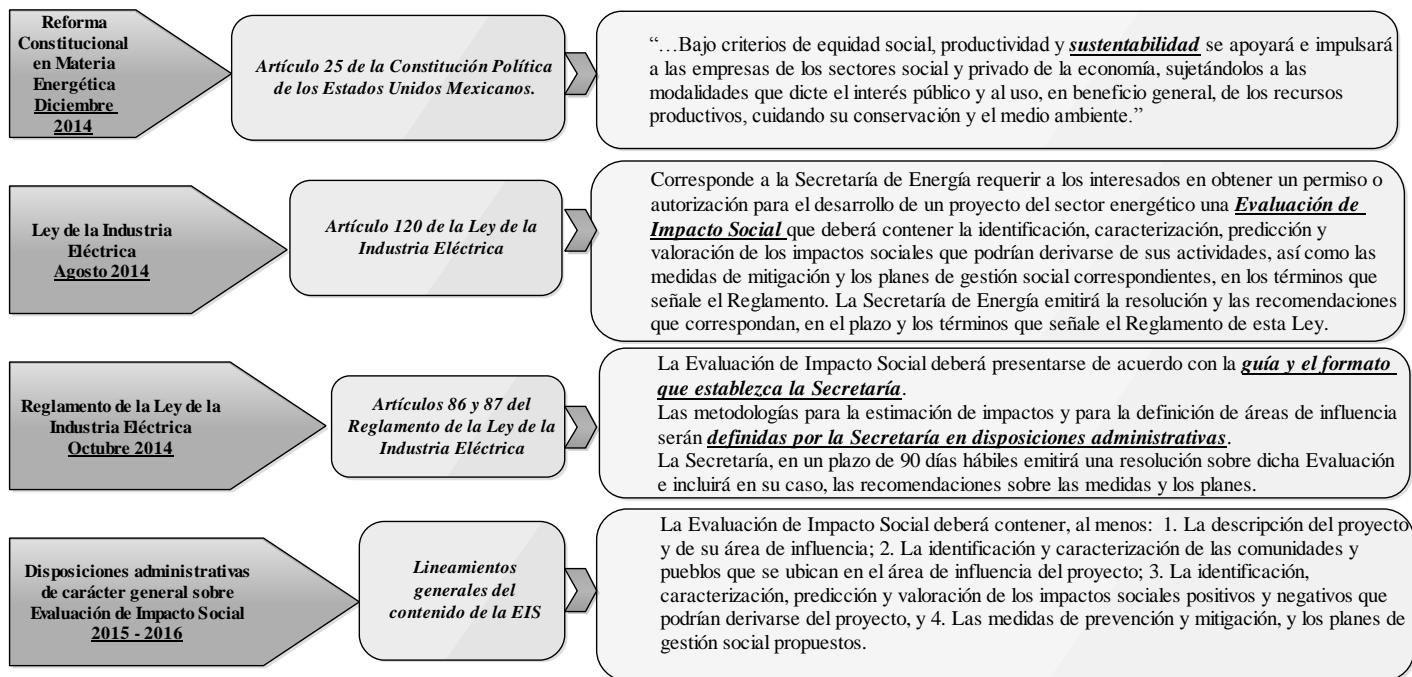 Reforma
Constitucional
en Materia
Energética
Diciembre
2014
Artículo 25 de la Constitución Política
de los Estados Unidos Mexicanos.
“…Bajo criterios de equidad social, productividad y sustentabilidad se apoyará e impulsará
a las empresas de los sectores social y privado de la economía, sujetándolos a las
modalidades que dicte el interés público y al uso, en beneficio general, de los recursos
productivos, cuidando su conservación y el medio ambiente.”
Ley de la Industria
Eléctrica
Agosto 2014
Artículo 120 de la Ley de la
Industria Eléctrica
Corresponde a la Secretaría de Energía requerir a los interesados en obtener un permiso o
autorización para el desarrollo de un proyecto del sector energético una Evaluación de
Impacto Social que deberá contener la identificación, caracterización, predicción y
valoración de los impactos sociales que podrían derivarse de sus actividades, así como las
medidas de mitigación y los planes de gestión social correspondientes, en los términos que
señale el Reglamento. La Secretaría de Energía emitirá la resolución y las recomendaciones
que correspondan, en el plazo y los términos que señale el Reglamento de esta Ley.
Reglamento de la Ley de la
Industria Eléctrica
Octubre 2014
Artículos 86 y 87 del
Reglamento de la Ley de la
Industria Eléctrica
La Evaluación de Impacto Social deberá presentarse de acuerdo con la guía y el formato
que establezca la Secretaría.
Las metodologías para la estimación de impactos y para la definición de áreas de influencia
serán definidas por la Secretaría en disposiciones administrativas.
La Secretaría, en un plazo de 90 días hábiles emitirá una resolución sobre dicha Evaluación
e incluirá en su caso, las recomendaciones sobre las medidas y los planes.
Disposiciones administrativas
de carácter general sobre
Evaluación de Impacto Social
2015 - 2016
Lineamientos
generales del
contenido de la EIS
La Evaluación de Impacto Social deberá contener, al menos: 1. La descripción del proyecto
y de su área de influencia; 2. La identificación y caracterización de las comunidades y
pueblos que se ubican en el área de influencia del proyecto; 3. La identificación,
caracterización, predicción y valoración de los impactos sociales positivos y negativos que
podrían derivarse del proyecto, y 4. Las medidas de prevención y mitigación, y los planes de
gestión social propuestos.